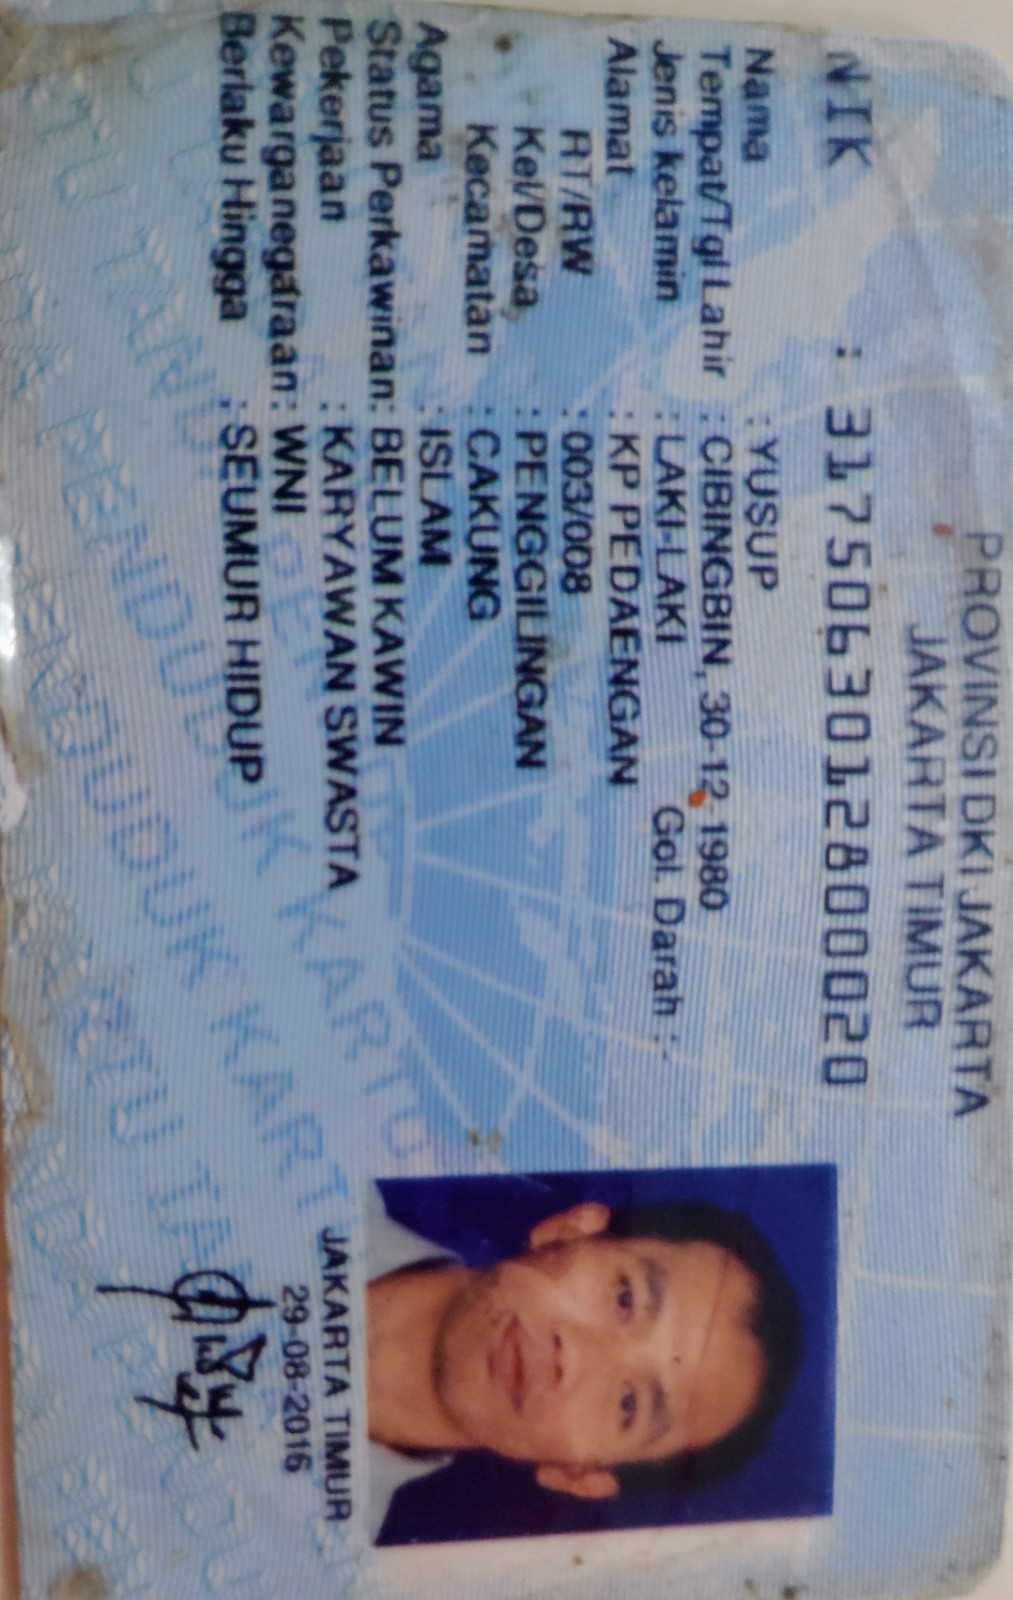 PROVINSI DKI JAKARTA
JAKARTA TIMUR
NIK : 3175063012800020
Nama : YUSUP
Tempat/Tgl Lahir : CIBINGBIN, 30-12-1980
Jenis kelamin : LAKI-LAKI Gol. Darah :-
Alamat : KP PEDAENGAN
RT/RW : 003/008
Kel/Desa : PENGGILINGAN
Kecamatan : CAKUNG
Agama : ISLAM
Status Perkawinan: BELUM KAWIN
Pekerjaan : KARYAWAN SWASTA
Kewarganegaraan: WNI
Berlaku Hingga : SEUMUR HIDUP
JAKARTA TIMUR
29-08-2016